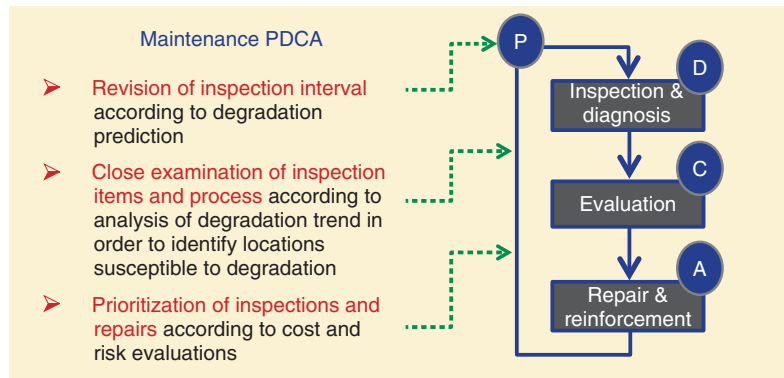 Maintenance PDCA
Revision of inspection interval
according to degradation
prediction
Close examination of inspection
items and process according to
analysis of degradation trend in
order to identify locations
susceptible to degradation
Prioritization of inspections and
repairs according to cost and
risk evaluations
P
D
Inspection &
diagnosis
C
Evaluation
A
Repair &
reinforcement